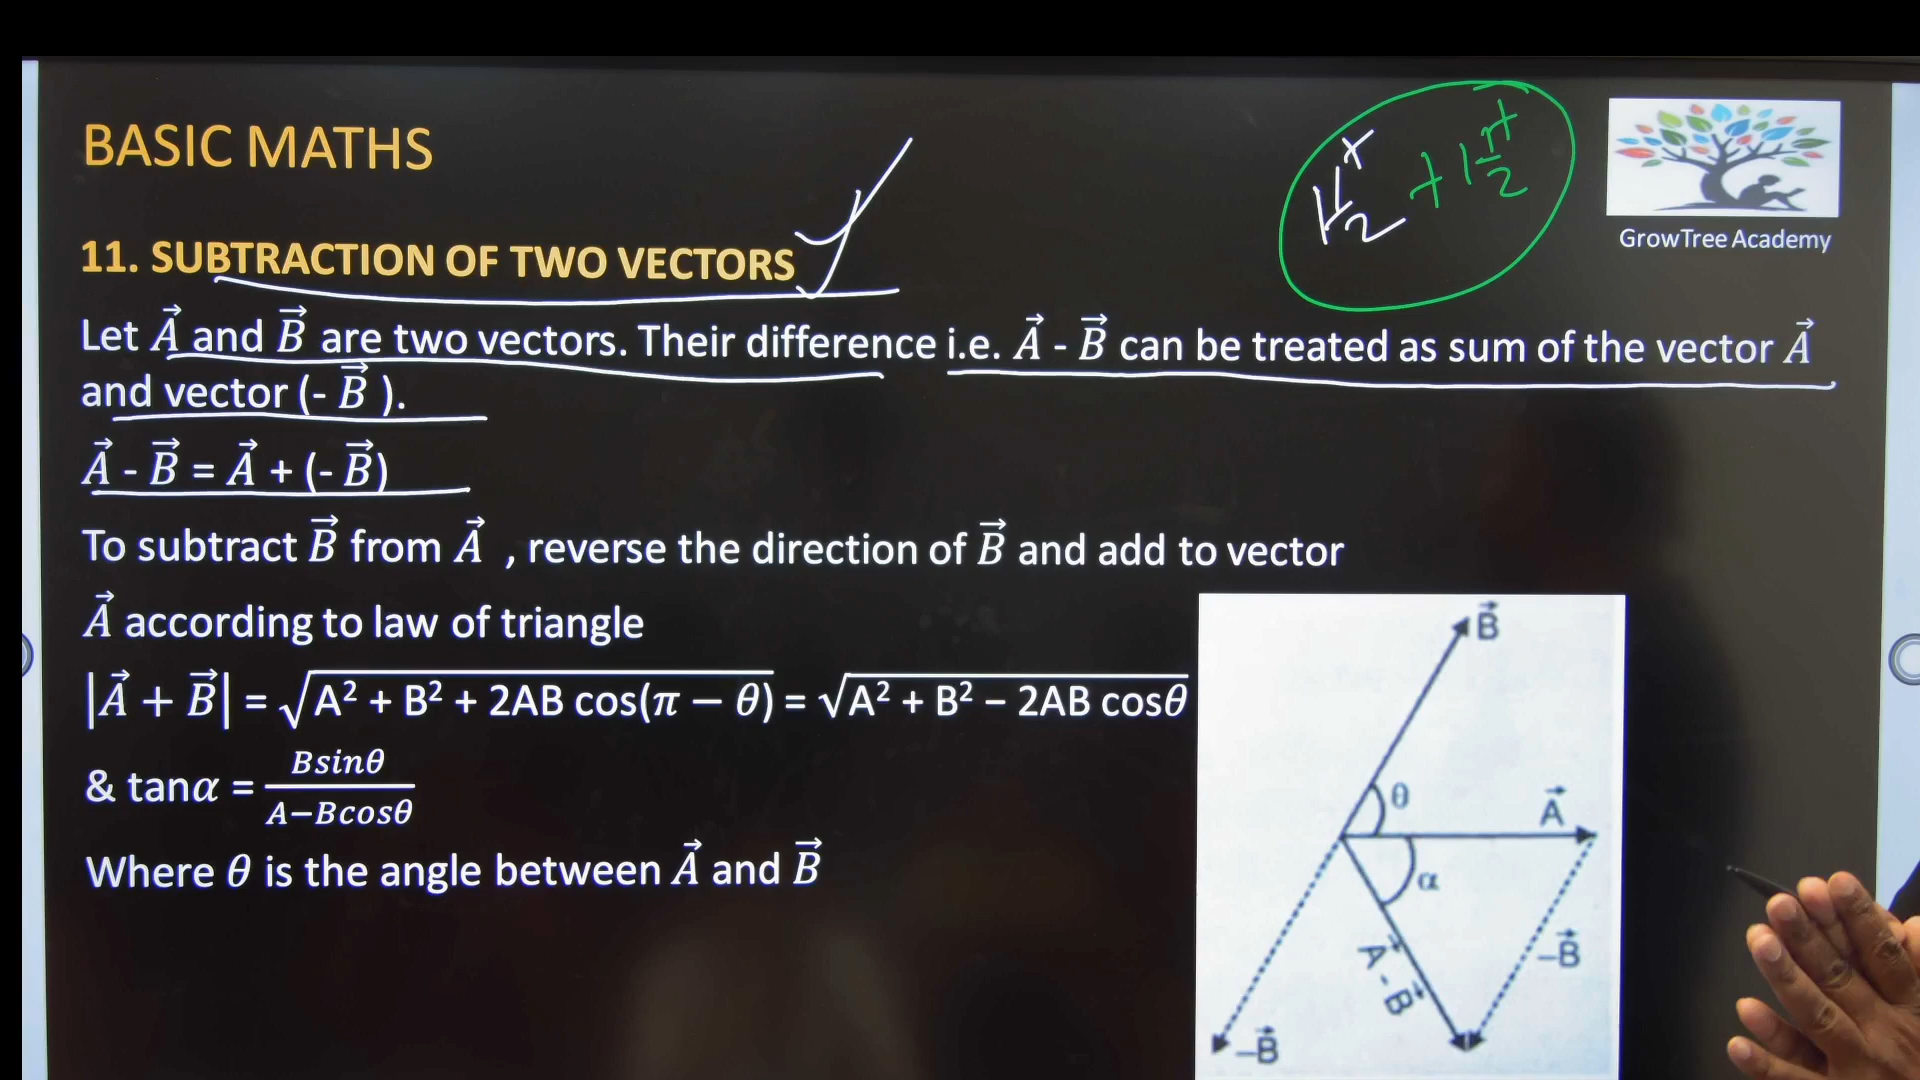 BASIC MATHS
GrowTree Academy
11. SUBTRACTION OF TWO VECTORS
Let A⃗ and B⃗ are two vectors. Their difference i.e. A⃗ - B⃗ can be treated as sum of the vector A⃗
and vector (- B⃗ ).
A⃗ - B⃗ = A⃗ + (- B⃗)
To subtract B⃗ from A⃗ , reverse the direction of B⃗ and add to vector
A⃗ according to law of triangle
|A⃗ + B⃗| = √(A² + B² + 2AB cos(π − θ)) = √(A² + B² – 2AB cosθ)
& tanα = Bsinθ/A−Bcosθ
Where θ is the angle between A⃗ and B⃗
B⃗
θ
A⃗
α
A⃗ - B⃗
–B⃗
–B⃗